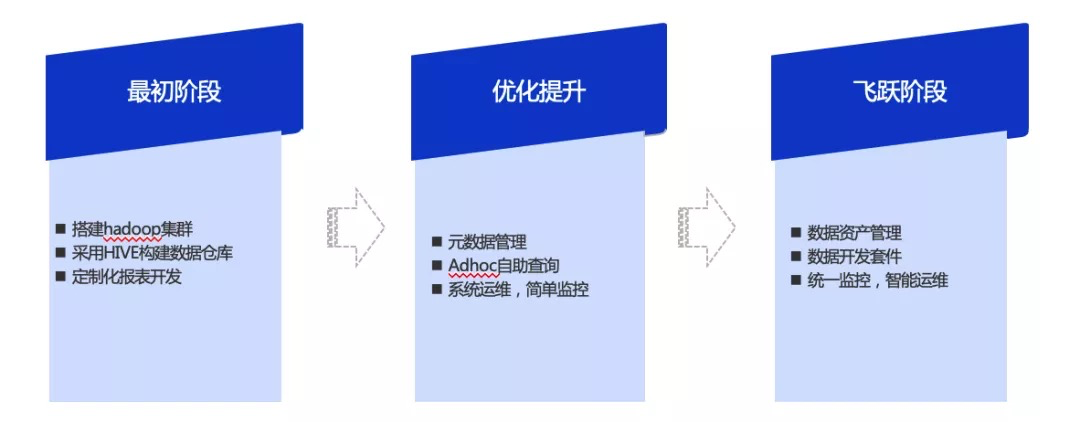 最初阶段
■ 搭建hadoop集群
■ 采用HIVE构建数据仓库
■ 定制化报表开发
优化提升
■ 元数据管理
■ Adhoc自助查询
■ 系统运维，简单监控
飞跃阶段
■ 数据资产管理
■ 数据开发套件
■ 统一监控，智能运维